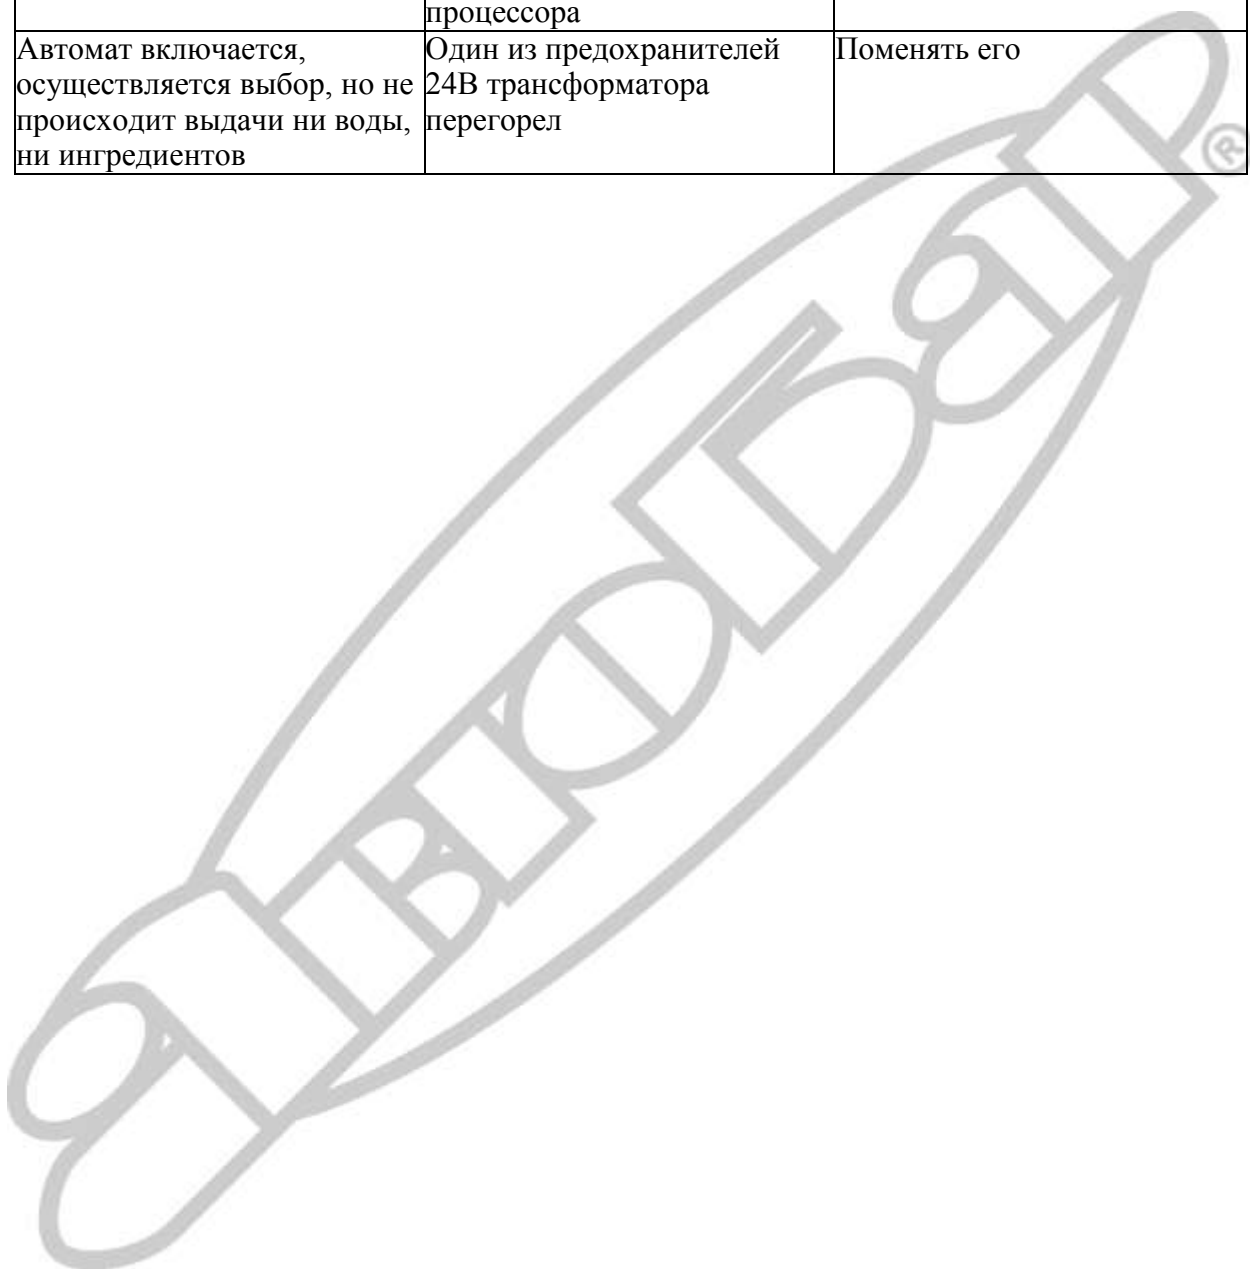 процессора
Автомат включается,
осуществляется выбор, но не
происходит выдачи ни воды,
ни ингредиентов
Один из предохранителей
24В трансформатора
перегорел
Поменять его
®